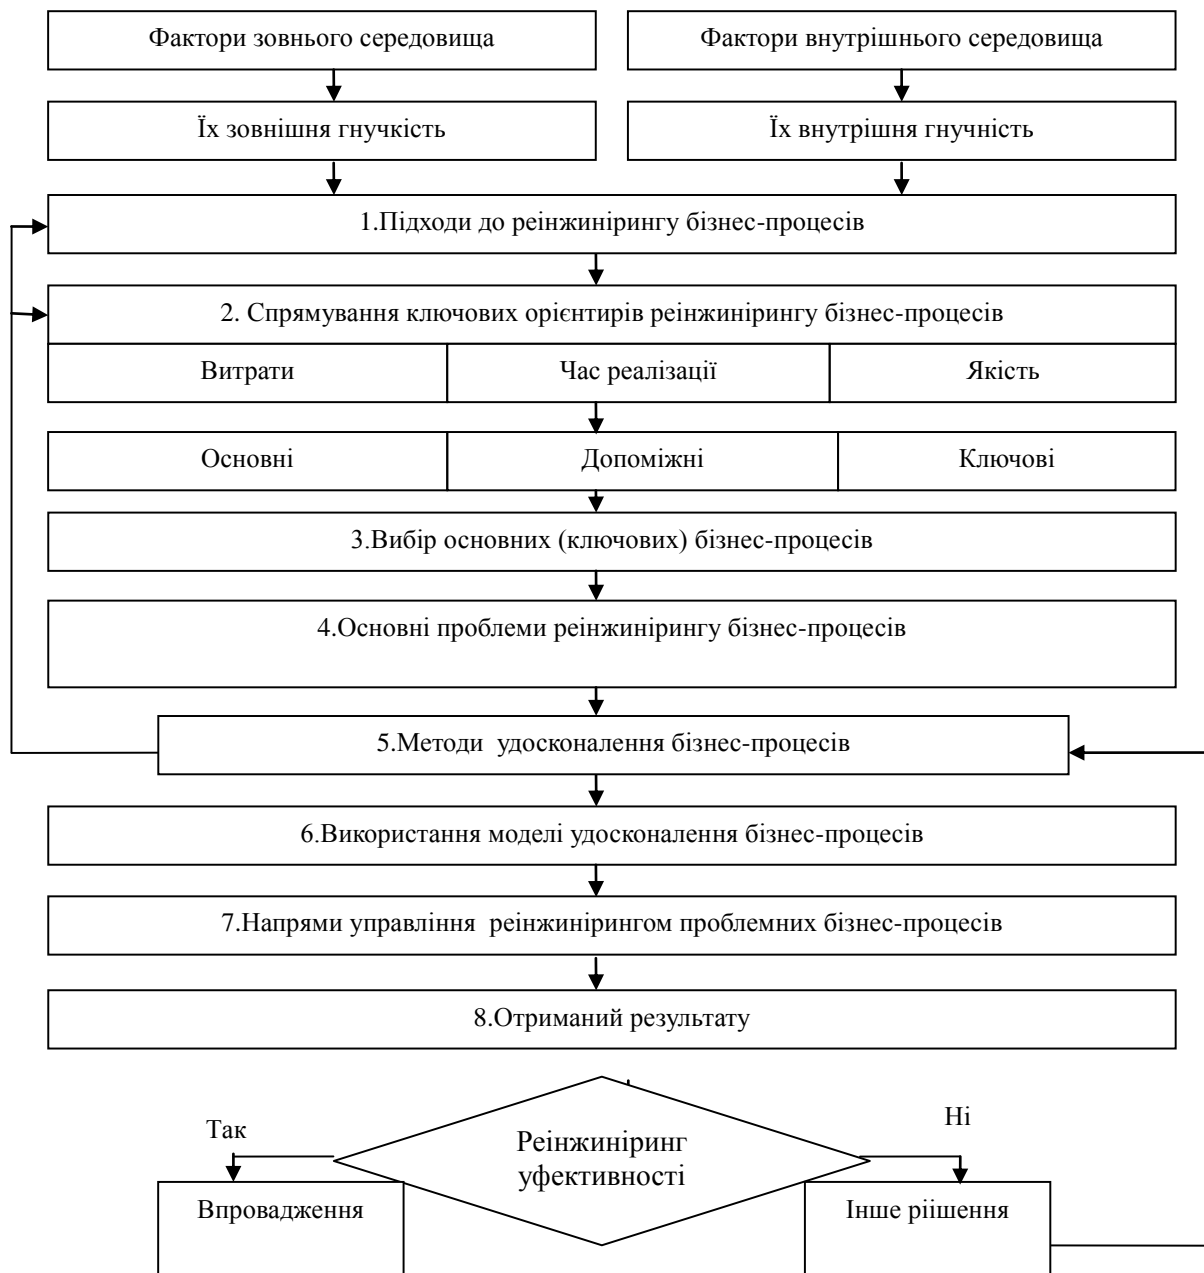 Фактори зовнього середовища
Фактори внутрішнього середовища
Їх зовнішня гнучкість
Їх внутрішня гнучність
1.Підходи до реінжинірингу бізнес-процесів
2. Спрямування ключових орієнтирів реінжинірингу бізнес-процесів
Витрати
Час реалізації
Якість
Основні
Допоміжні
Ключові
3.Вибір основних (ключових) бізнес-процесів
4.Основні проблеми реінжинірингу бізнес-процесів
5.Методи удосконалення бізнес-процесів
6.Використання моделі удосконалення бізнес-процесів
7.Напрями управління реінжинірингом проблемних бізнес-процесів
8.Отриманий результату
Так
Ні
Реінжиніринг
уфективності
Впровадження
Інше ріішення